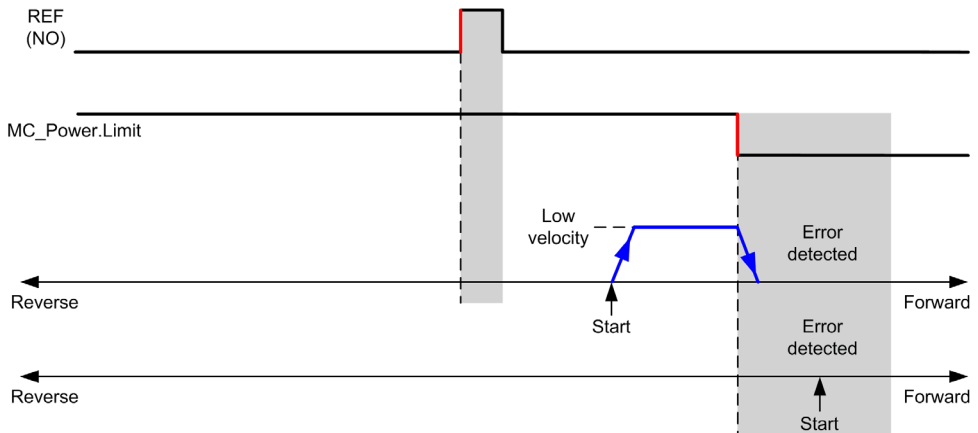 REF
(NO)
MC_Power.Limit
Low
velocity
Error
detected
Reverse
Forward
Start
Error
detected
Reverse
Forward
Start